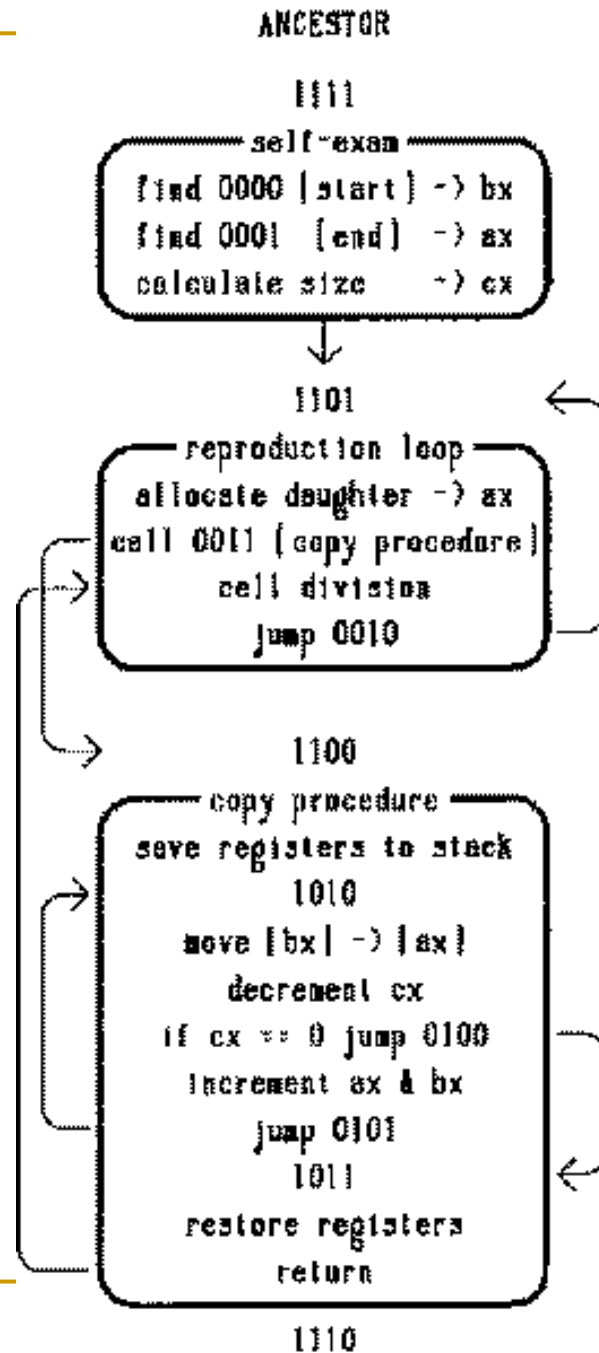 ANCESTOR
1111
self-exam
find 0000 [start] -> bx
find 0001 [end] -> ax
calculate size -> cx
1101
reproduction loop
allocate daughter -> ax
call 0011 [copy procedure]
cell division
jump 0010
1100
copy procedure
save registers to stack
1010
move [bx] -> [ax]
decrement cx
if cx == 0 jump 0100
increment ax & bx
jump 0101
1011
restore registers
return
1110